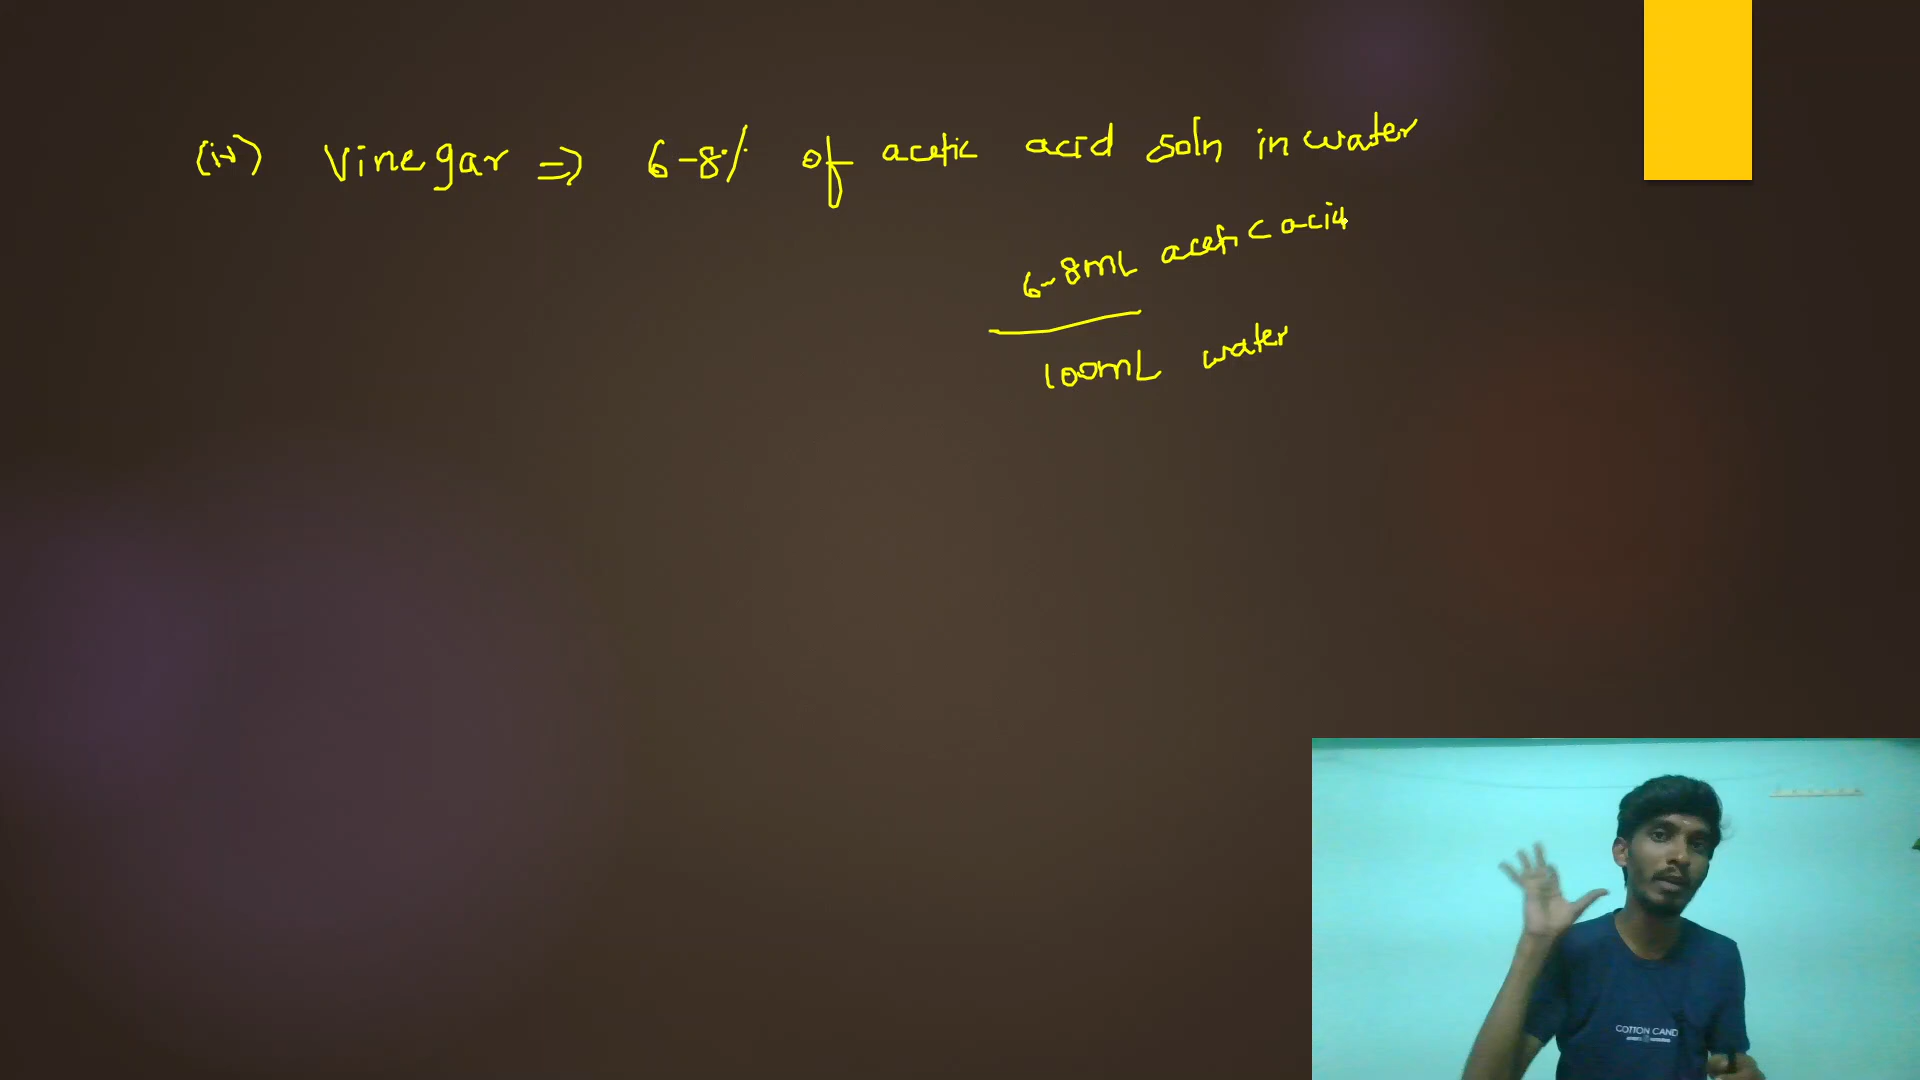 (iv) Vinegar => 6-8% of acetic acid soln in water
6-8mL acetic acid
100mL water
COTTON CAND